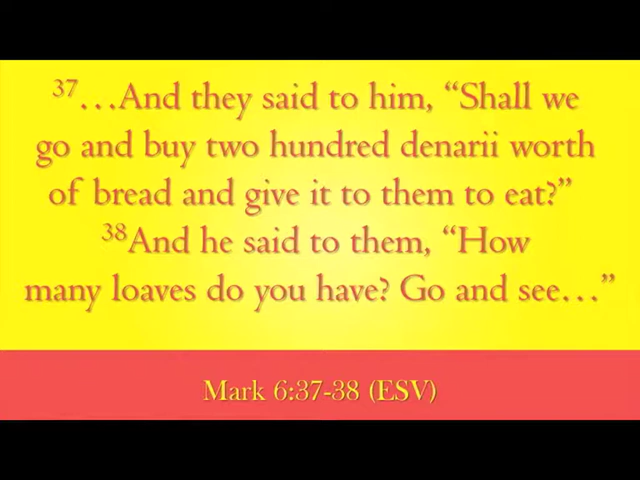 ³⁷…And they said to him, “Shall we
go and buy two hundred denarii worth
of bread and give it to them to eat?”
³⁸And he said to them, “How
many loaves do you have? Go and see…”
Mark 6:37-38 (ESV)